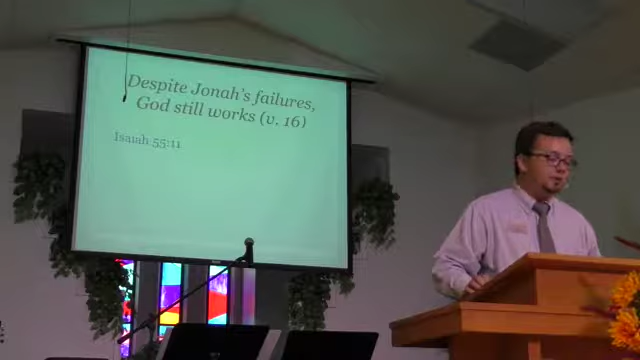 Despite Jonah's failures,
God still works (v. 16)
Isaiah 55:11